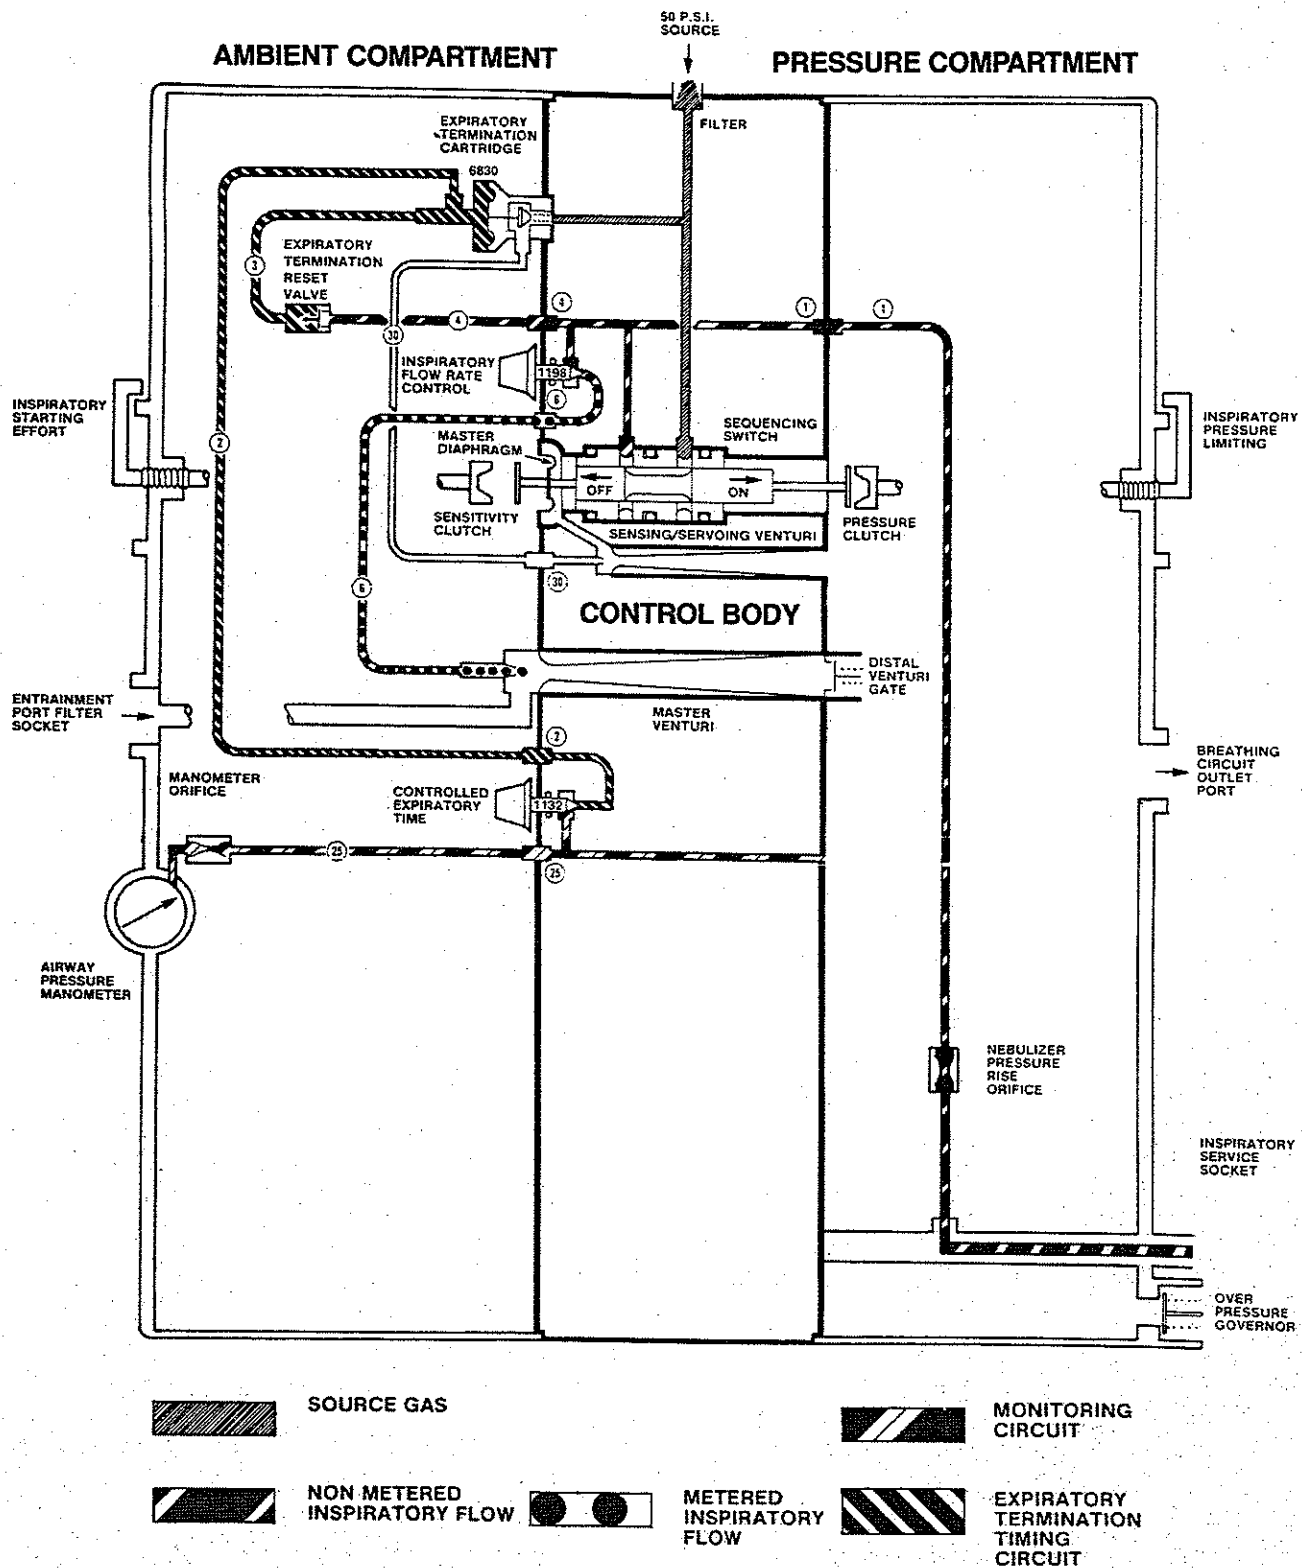 50 P.S.I.
SOURCE
AMBIENT COMPARTMENT
PRESSURE COMPARTMENT
FILTER
EXPIRATORY
TERMINATION
CARTRIDGE
6830
EXPIRATORY
TERMINATION
RESET
VALVE
3
4
4
1
1
30
INSPIRATORY
FLOW RATE
CONTROL
1198
6
INSPIRATORY
STARTING
EFFORT
2
MASTER
DIAPHRAGM
SEQUENCING
SWITCH
INSPIRATORY
PRESSURE
LIMITING
OFF
ON
SENSITIVITY
CLUTCH
SENSING/SERVOING VENTURI
PRESSURE
CLUTCH
6
30
CONTROL BODY
DISTAL
VENTURI
GATE
ENTRAINMENT
PORT FILTER
SOCKET
MASTER
VENTURI
2
BREATHING
CIRCUIT
OUTLET
PORT
MANOMETER
ORIFICE
CONTROLLED
EXPIRATORY
TIME
1132
25
25
AIRWAY
PRESSURE
MANOMETER
NEBULIZER
PRESSURE
RISE
ORIFICE
INSPIRATORY
SERVICE
SOCKET
OVER
PRESSURE
GOVERNOR
SOURCE GAS
MONITORING
CIRCUIT
NON METERED
INSPIRATORY FLOW
METERED
INSPIRATORY
FLOW
EXPIRATORY
TERMINATION
TIMING
CIRCUIT